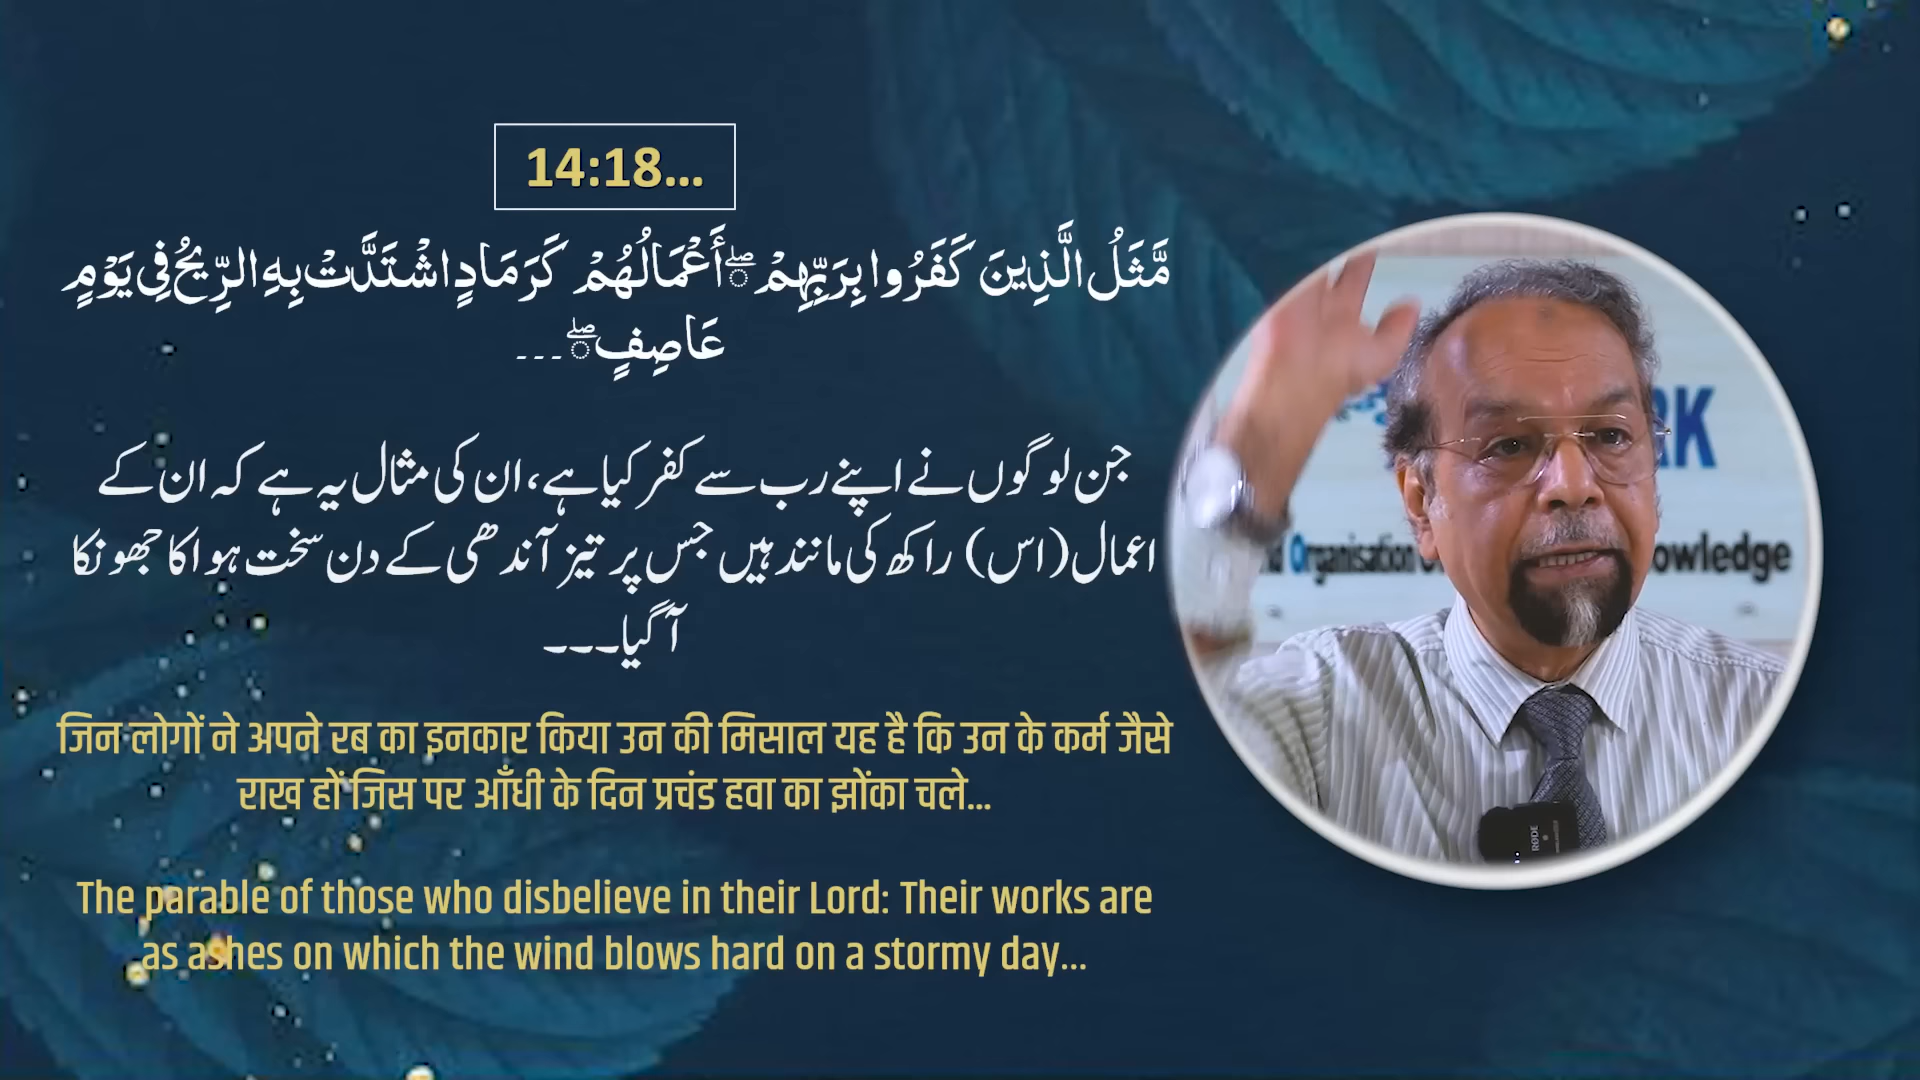 14:18...
مَّثَلُ الَّذِينَ كَفَرُوا بِرَبِّهِمْ ۖ أَعْمَالُهُمْ كَرَمَادٍ اشْتَدَّتْ بِهِ الرِّيحُ فِي يَوْمٍ
عَاصِفٍ ۖ ---
جن لوگوں نے اپنے رب سے کفر کیا ہے، ان کی مثال یہ ہے کہ ان کے
اعمال (اس) راکھ کی مانند ہیں جس پر تیز آندھی کے دن سخت ہوا کا جھونکا
آگیا۔۔۔
जिन लोगों ने अपने रब का इनकार किया उन की मिसाल यह है कि उन के कर्म जैसे
राख हों जिस पर आँधी के दिन प्रचंड हवा का झोंका चले...
The parable of those who disbelieve in their Lord: Their works are
as ashes on which the wind blows hard on a stormy day...
RK
Organisation
owledge
RØDE